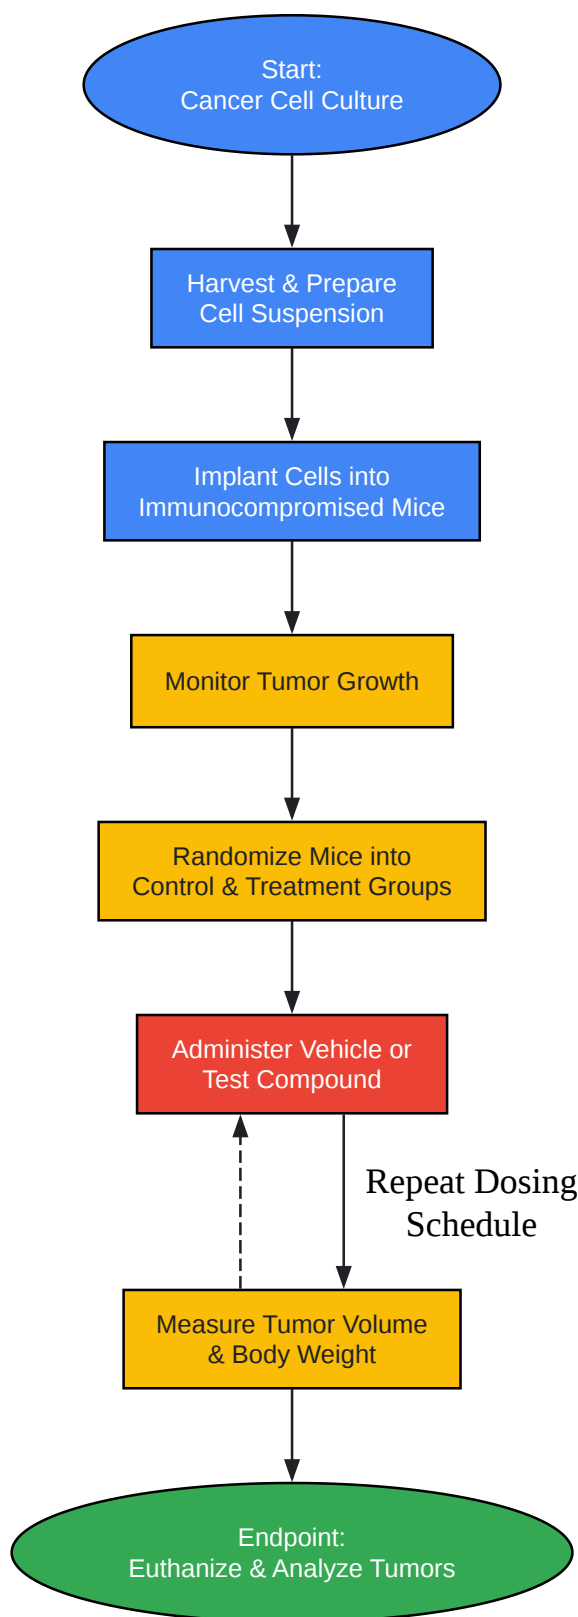 Start:
Cancer Cell Culture
Harvest & Prepare
Cell Suspension
Implant Cells into
Immunocompromised Mice
Monitor Tumor Growth
Randomize Mice into
Control & Treatment Groups
Administer Vehicle or
Test Compound
Repeat Dosing
Schedule
Measure Tumor Volume
& Body Weight
Endpoint:
Euthanize & Analyze Tumors